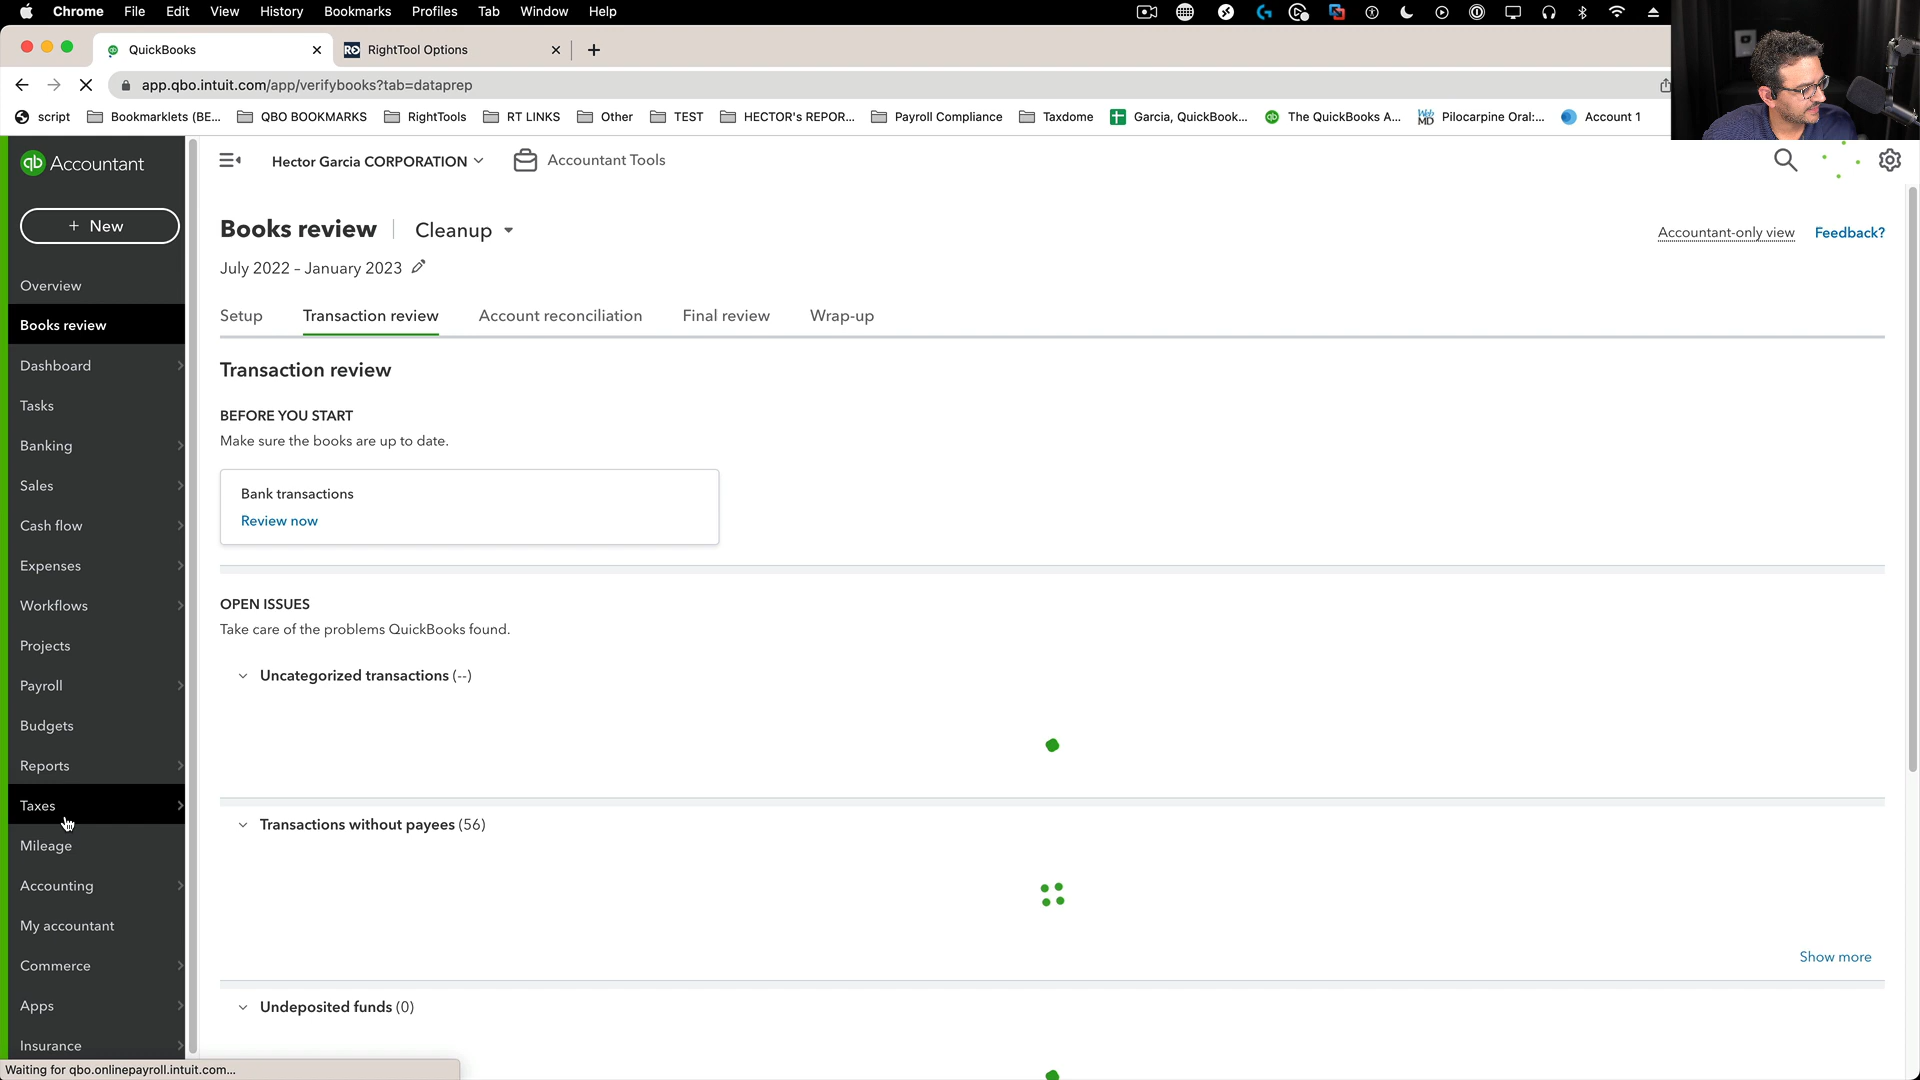 Chrome File Edit View History Bookmarks Profiles Tab Window Help
QuickBooks
RightTool Options
app.qbo.intuit.com/app/verifybooks?tab=dataprep
script Bookmarklets (BE... QBO BOOKMARKS RightTools RT LINKS Other TEST HECTOR's REPOR... Payroll Compliance Taxdome Garcia, QuickBook... The QuickBooks A... Web MD Pilocarpine Oral:... Account 1
qb Accountant
Hector Garcia CORPORATION
Accountant Tools
+ New
Overview
Books review
Dashboard
Tasks
Banking
Sales
Cash flow
Expenses
Workflows
Projects
Payroll
Budgets
Reports
Taxes
Mileage
Accounting
My accountant
Commerce
Apps
Insurance
Books review
Cleanup
Accountant-only view
Feedback?
July 2022 – January 2023
Setup Transaction review Account reconciliation Final review Wrap-up
Transaction review
BEFORE YOU START
Make sure the books are up to date.
Bank transactions
Review now
OPEN ISSUES
Take care of the problems QuickBooks found.
Uncategorized transactions (--)
Transactions without payees (56)
Show more
Undeposited funds (0)
Waiting for qbo.onlinepayroll.intuit.com...